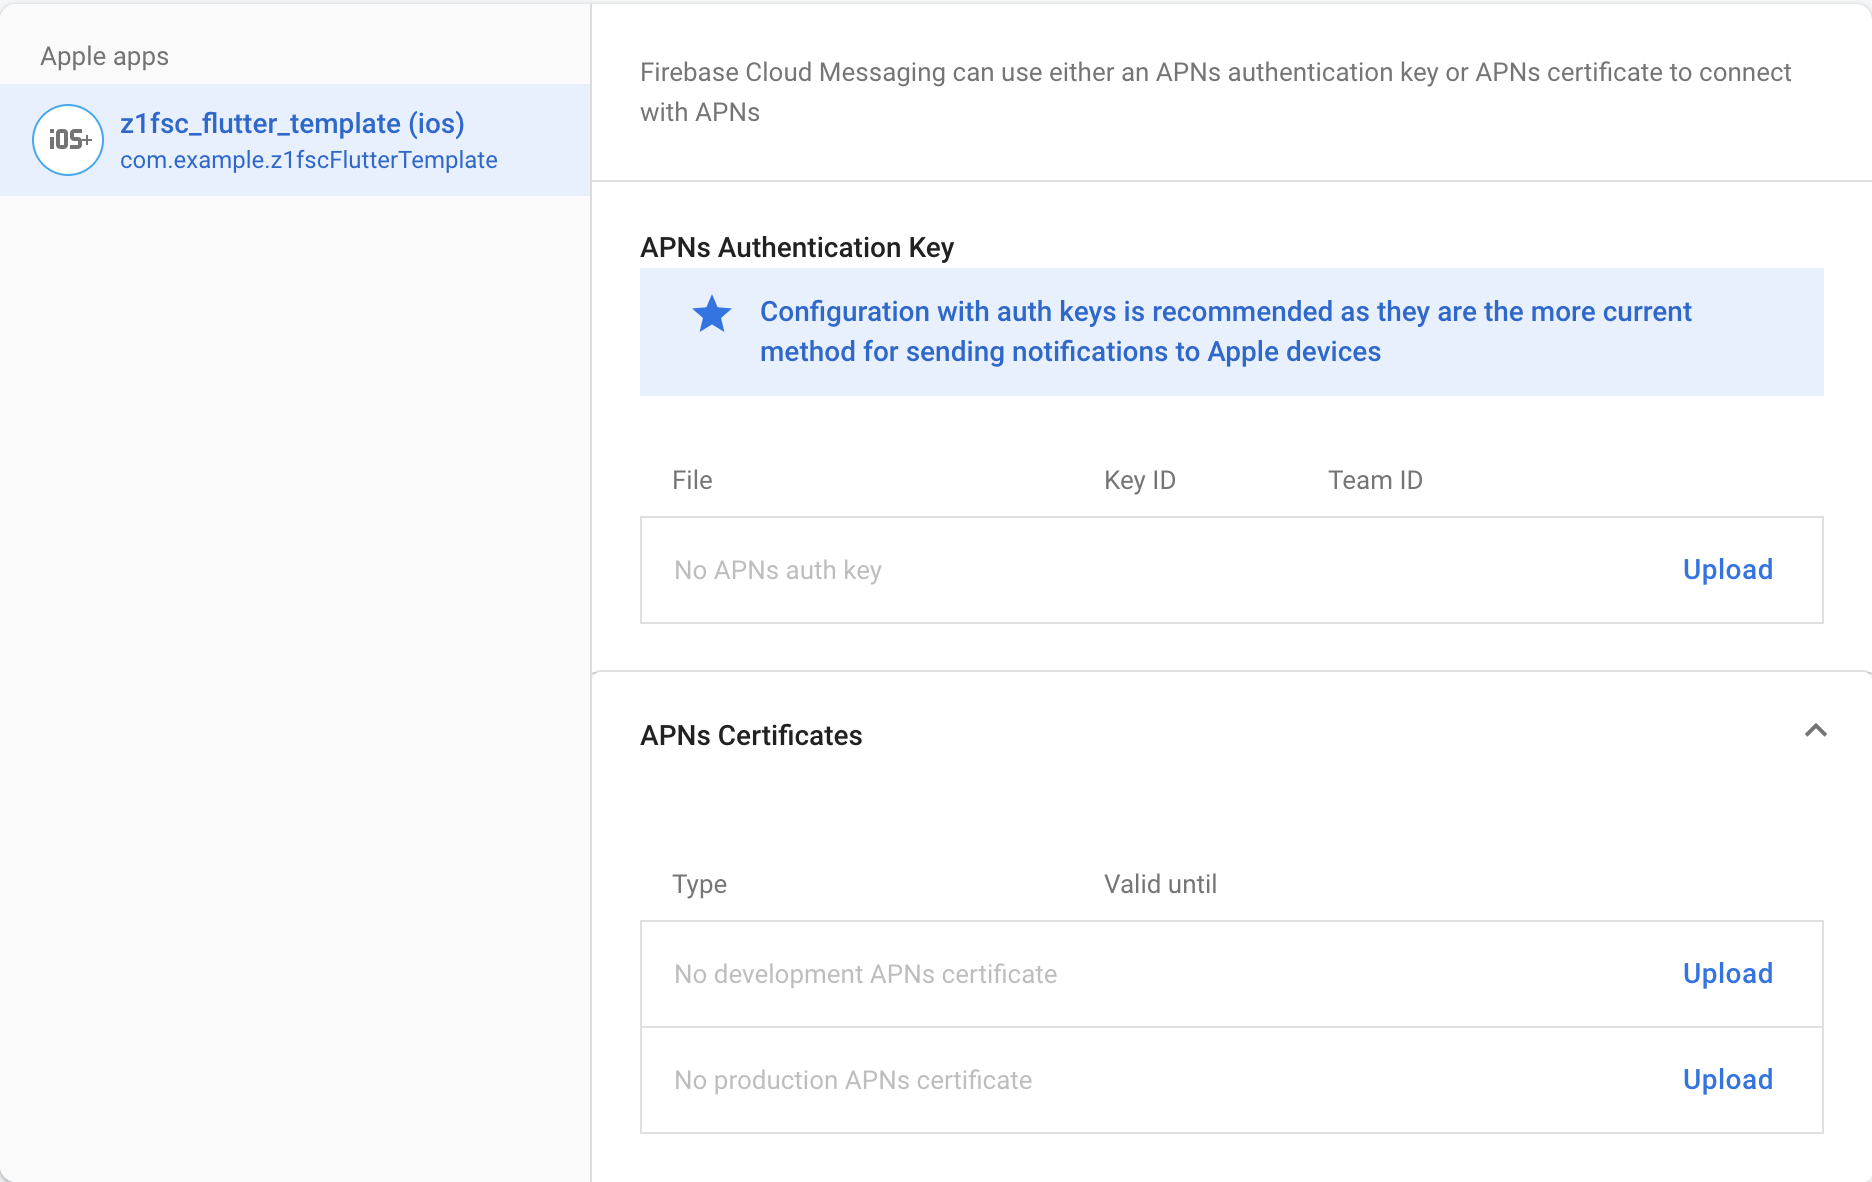 Apple apps
iOS+
z1fsc_flutter_template (ios)
com.example.z1fscFlutterTemplate
Firebase Cloud Messaging can use either an APNs authentication key or APNs certificate to connect
with APNs
APNs Authentication Key
Configuration with auth keys is recommended as they are the more current
method for sending notifications to Apple devices
File Key ID Team ID
No APNs auth key Upload
APNs Certificates
Type Valid until
No development APNs certificate Upload
No production APNs certificate Upload